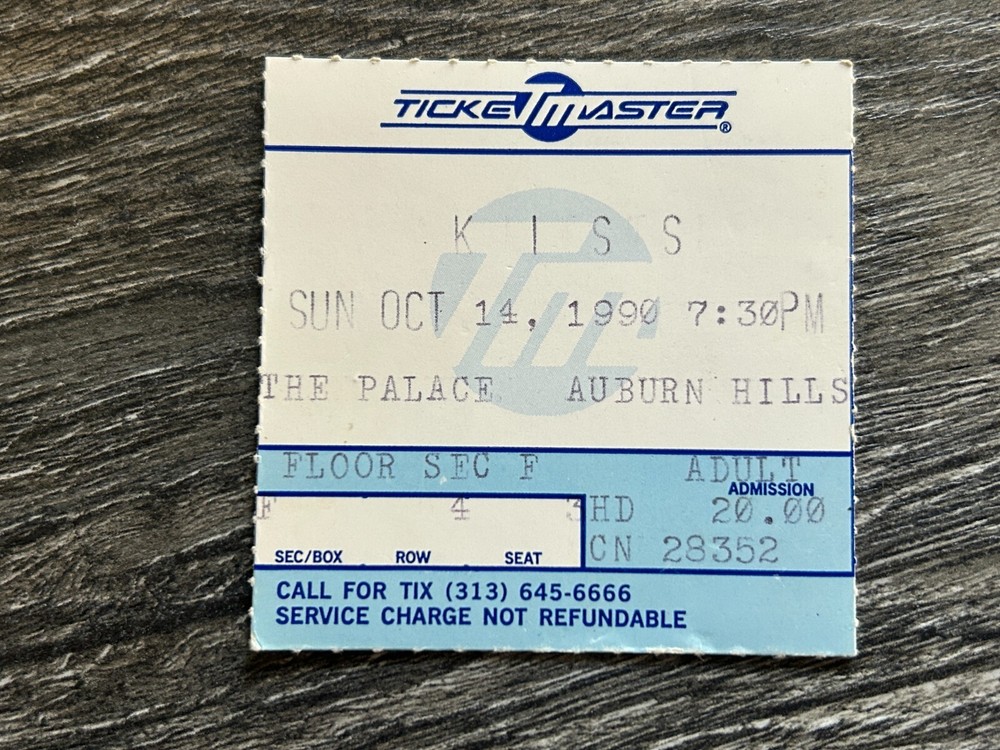 TICKETMASTER®
K I S S
SUN OCT 14, 1990 7:30PM
THE PALACE AUBURN HILLS
FLOOR SEC F ADULT
ADMISSION
F 4 3 HD 20.00
SEC/BOX ROW SEAT CN 28352
CALL FOR TIX (313) 645-6666
SERVICE CHARGE NOT REFUNDABLE